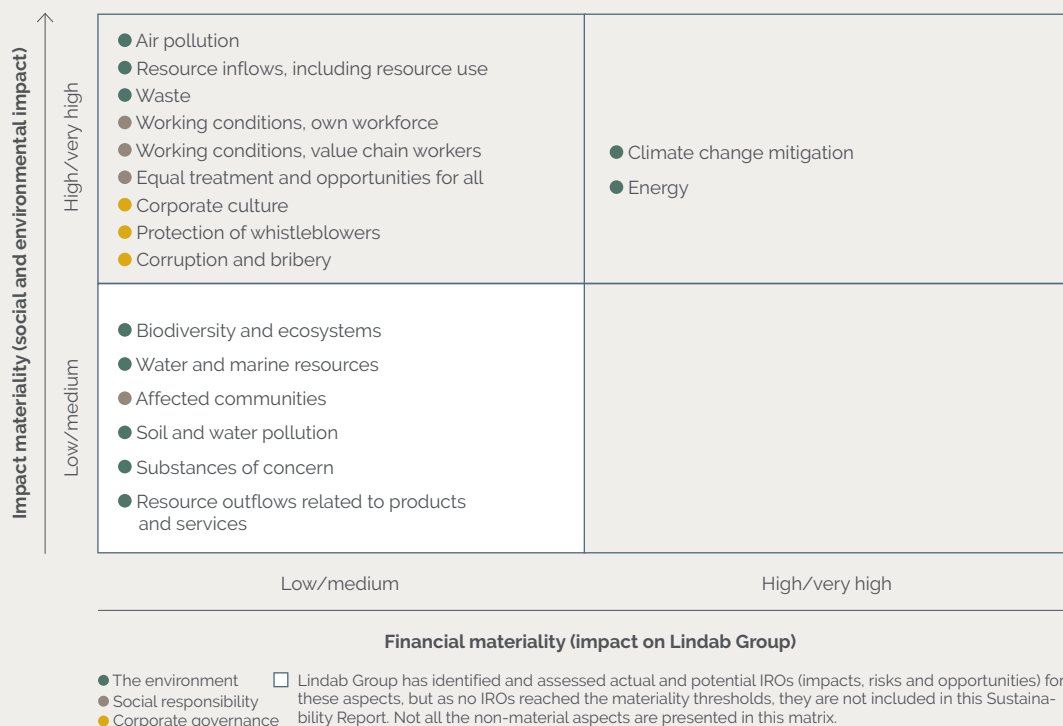 Impact materiality (social and environmental impact)
High/very high
Air pollution
Resource inflows, including resource use
Waste
Working conditions, own workforce
Working conditions, value chain workers
Equal treatment and opportunities for all
Corporate culture
Protection of whistleblowers
Corruption and bribery
Climate change mitigation
Energy
Low/medium
Biodiversity and ecosystems
Water and marine resources
Affected communities
Soil and water pollution
Substances of concern
Resource outflows related to products
and services
Low/medium
High/very high
Financial materiality (impact on Lindab Group)
The environment
Social responsibility
Corporate governance
Lindab Group has identified and assessed actual and potential IROs (impacts, risks and opportunities) for
these aspects, but as no IROs reached the materiality thresholds, they are not included in this Sustaina-
bility Report. Not all the non-material aspects are presented in this matrix.